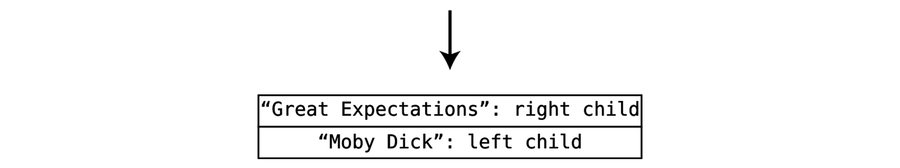 “Great Expectations”: right child
“Moby Dick”: left child